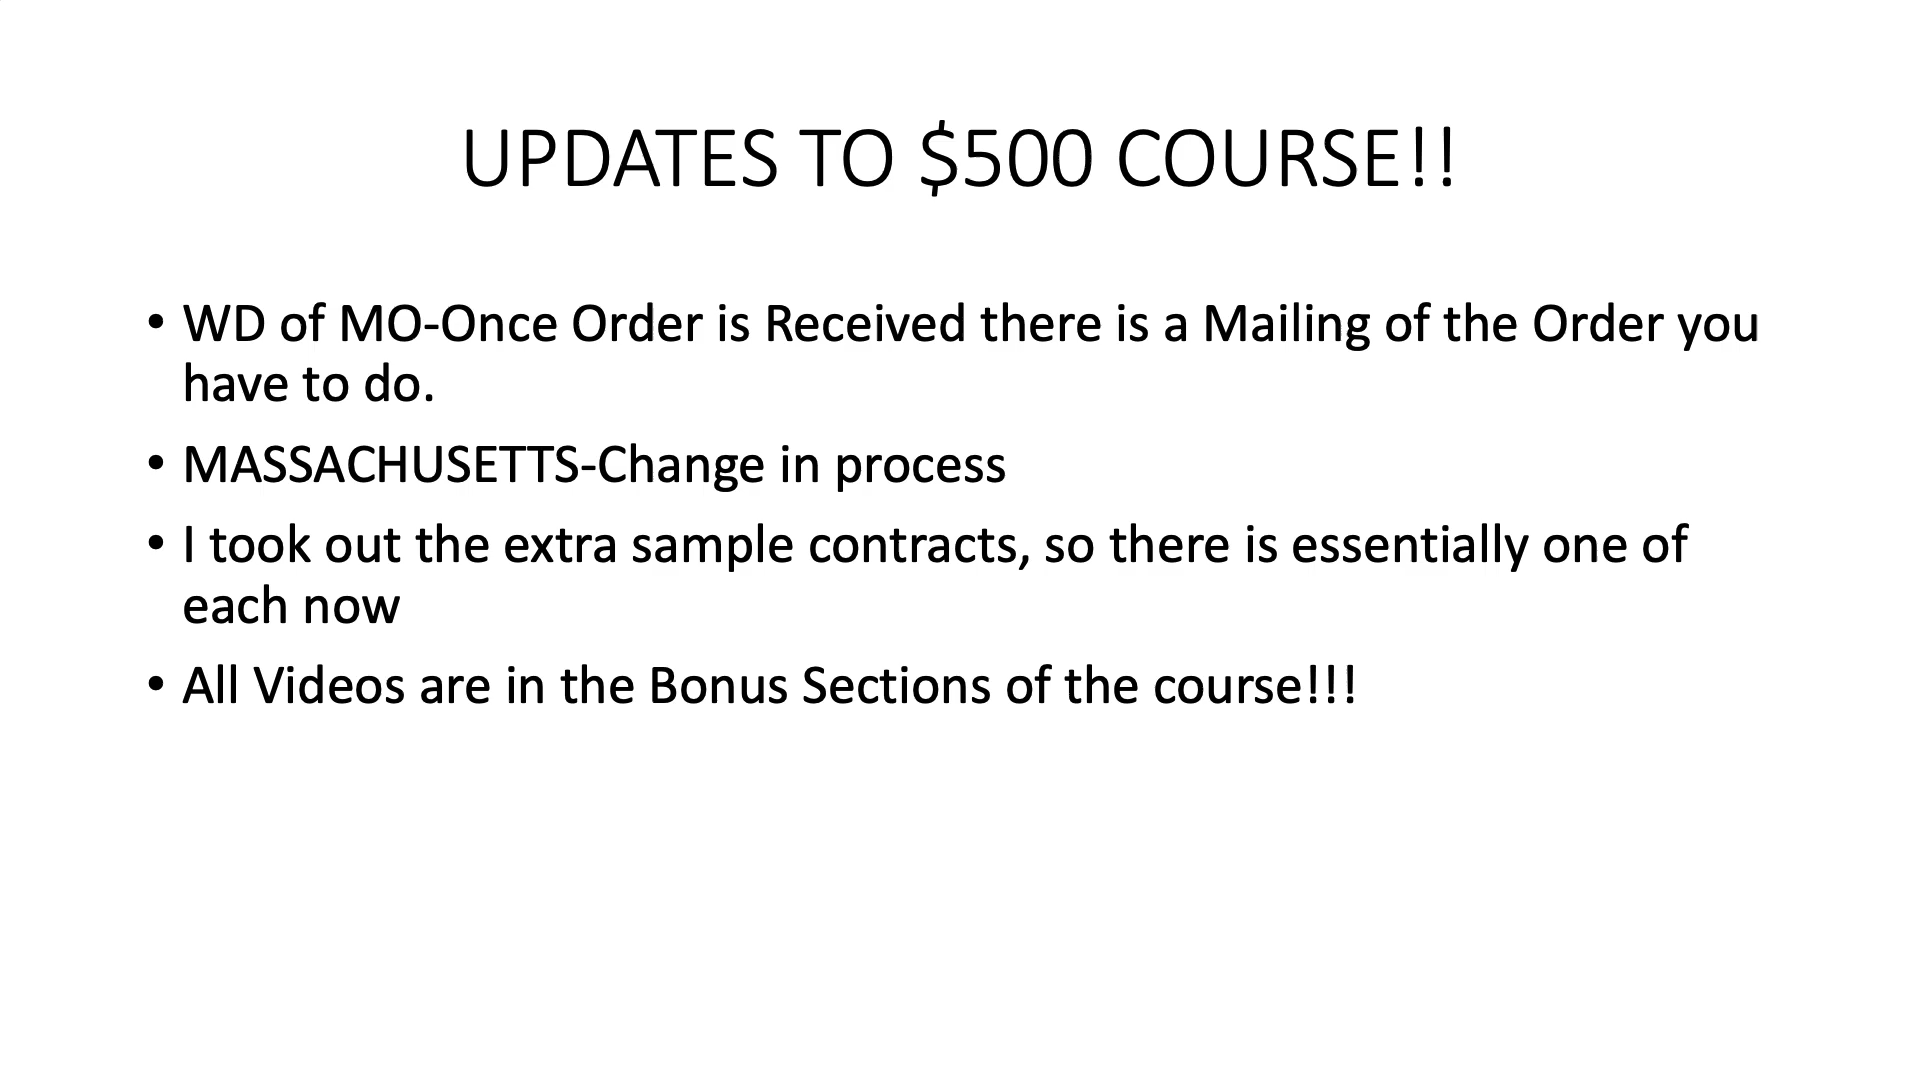 UPDATES TO $500 COURSE!!
• WD of MO-Once Order is Received there is a Mailing of the Order you
have to do.
• MASSACHUSETTS-Change in process
• I took out the extra sample contracts, so there is essentially one of
each now
• All Videos are in the Bonus Sections of the course!!!